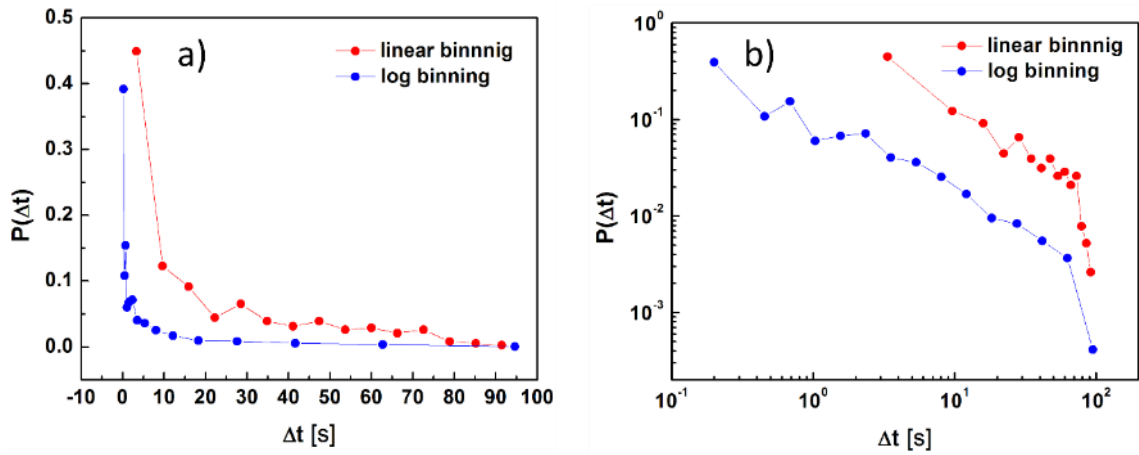 a)
linear binnnig
log binning
P(Δt)
0.5
0.4
0.3
0.2
0.1
0.0
-10 0 10 20 30 40 50 60 70 80 90 100
Δt [s]
b)
linear binnnig
log binning
P(Δt)
10⁰
10⁻¹
10⁻²
10⁻³
10⁻¹ 10⁰ 10¹ 10²
Δt [s]